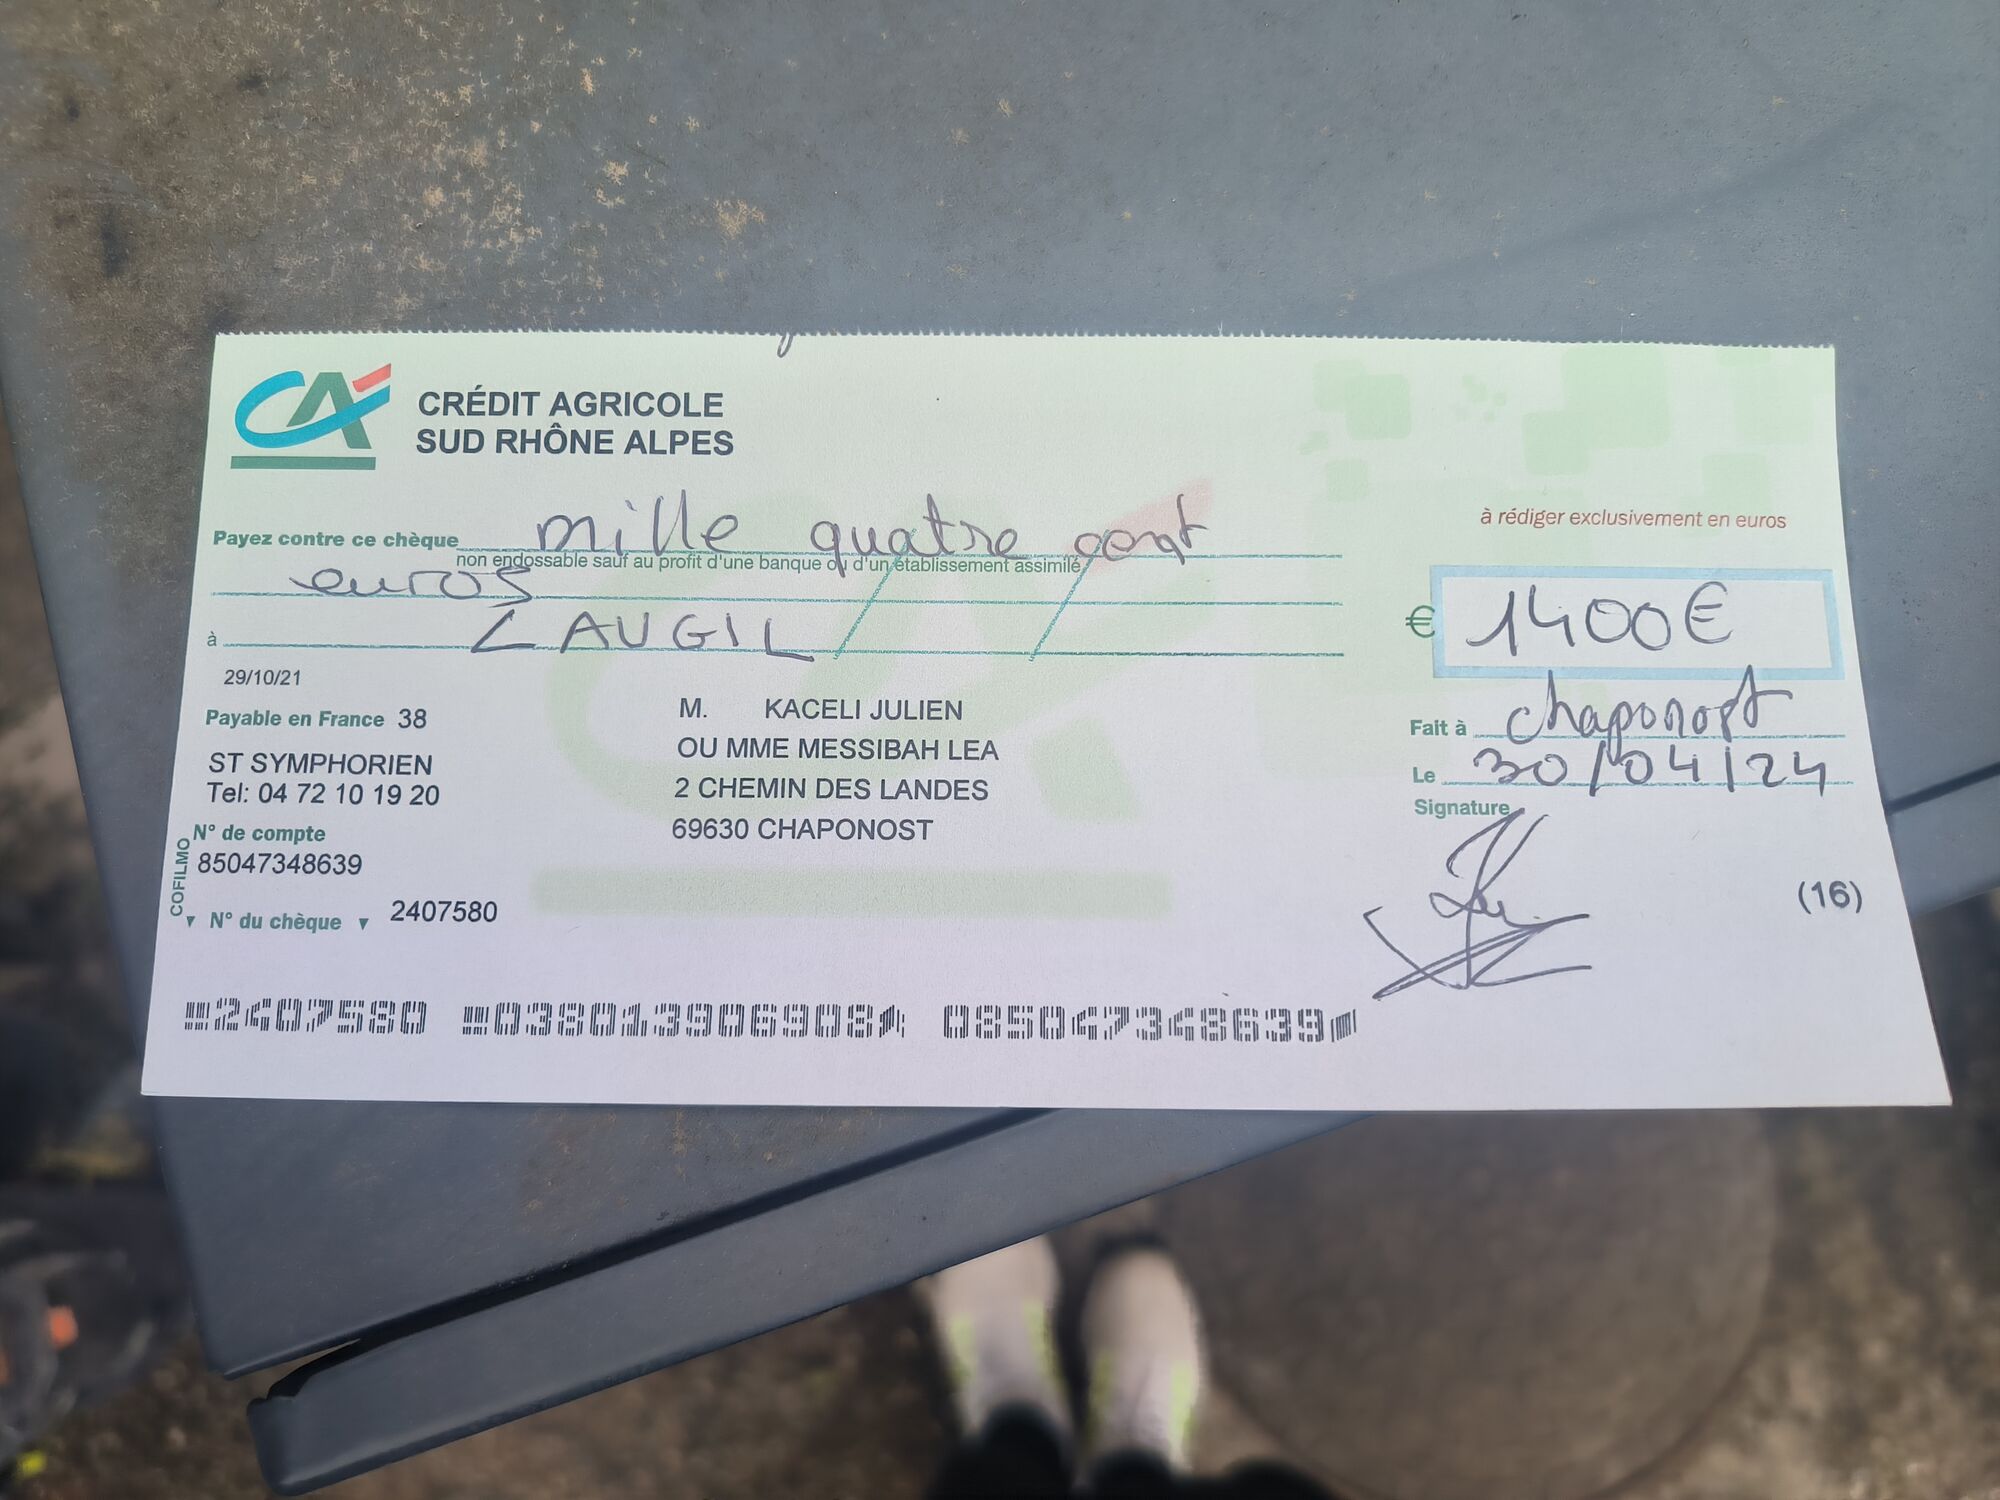 CRÉDIT AGRICOLE
SUD RHÔNE ALPES
à rédiger exclusivement en euros
Payez contre ce chèque mille quatre cent
non endossable sauf au profit d'une banque ou d'un établissement assimilé
euros
€ 1400€
à LAUGIL
29/10/21
Payable en France 38
ST SYMPHORIEN
Tel: 04 72 10 19 20
N° de compte
85047348639
COFILMO
N° du chèque 2407580
M. KACELI JULIEN
OU MME MESSIBAH LEA
2 CHEMIN DES LANDES
69630 CHAPONOST
Fait à chaponost
Le 30/04/24
Signature
(16)
2407580 038013906908 085047348639